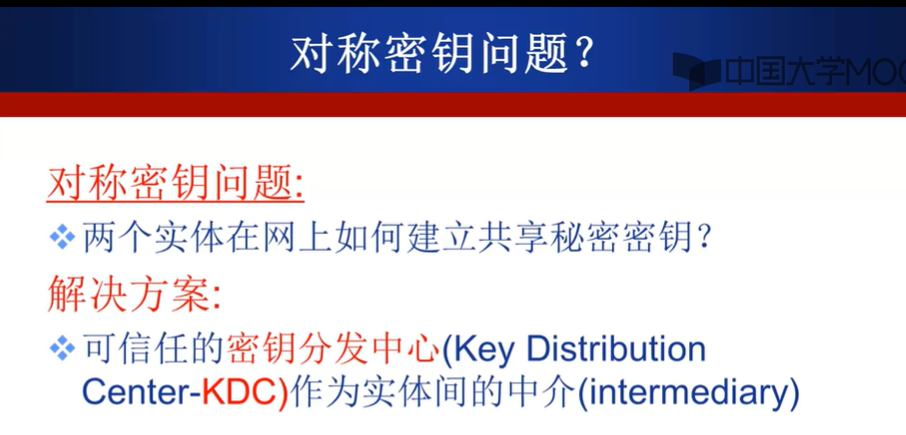 对称密钥问题？
中国大学MOO
对称密钥问题:
两个实体在网上如何建立共享秘密密钥？
解决方案:
可信任的密钥分发中心(Key Distribution
Center-KDC)作为实体间的中介(intermediary)